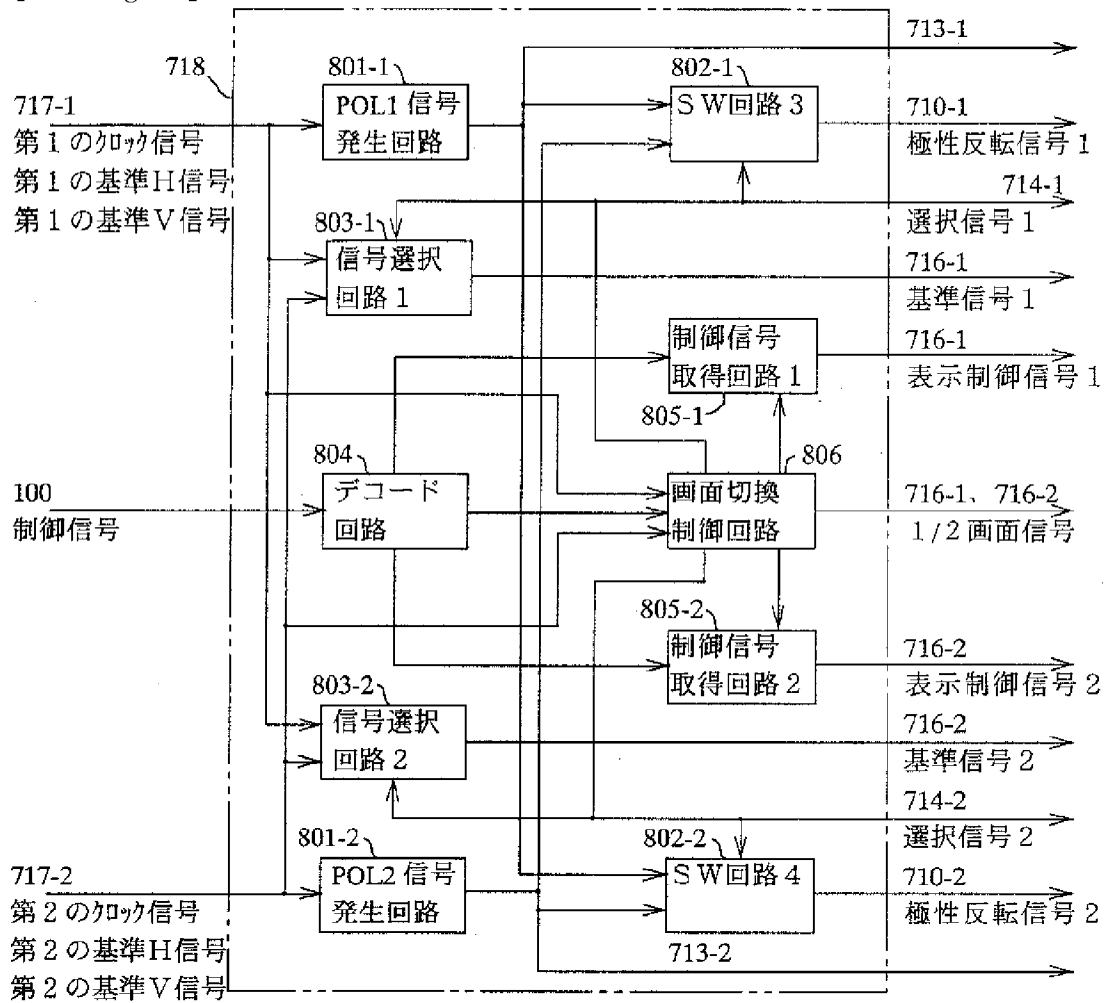 713-1
718
801-1
802-1
717-1
POL1 信号
発生回路
SW回路3
710-1
第1のｸﾛｯｸ信号
極性反転信号1
第1の基準H信号
714-1
第1の基準V信号
803-1
選択信号1
信号選択
回路1
716-1
基準信号1
制御信号
取得回路1
716-1
表示制御信号1
805-1
804
806
100
制御信号
デコード
回路
画面切換
制御回路
716-1、716-2
1/2画面信号
805-2
制御信号
取得回路2
716-2
表示制御信号2
803-2
信号選択
回路2
716-2
基準信号2
714-2
選択信号2
801-2
802-2
717-2
POL2 信号
発生回路
SW回路4
710-2
第2のｸﾛｯｸ信号
極性反転信号2
第2の基準H信号
713-2
第2の基準V信号